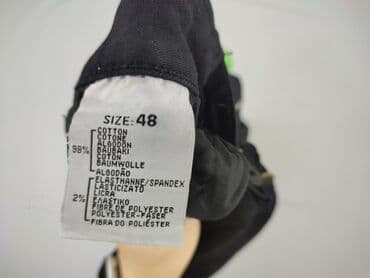 SIZE: 48
98%
COTTON
COTONE
ALGODON
BAUBAKI
COTON
BAUMWOLLE
ALGODÃO
2%
ELASTHANNE/SPANDEX
LASTICIZATO
LICRA
ΕΛΑSTIKO
FIBRE DE POLYESTER
POLYESTER-FASER
FIBRA DO POLIÉSTER